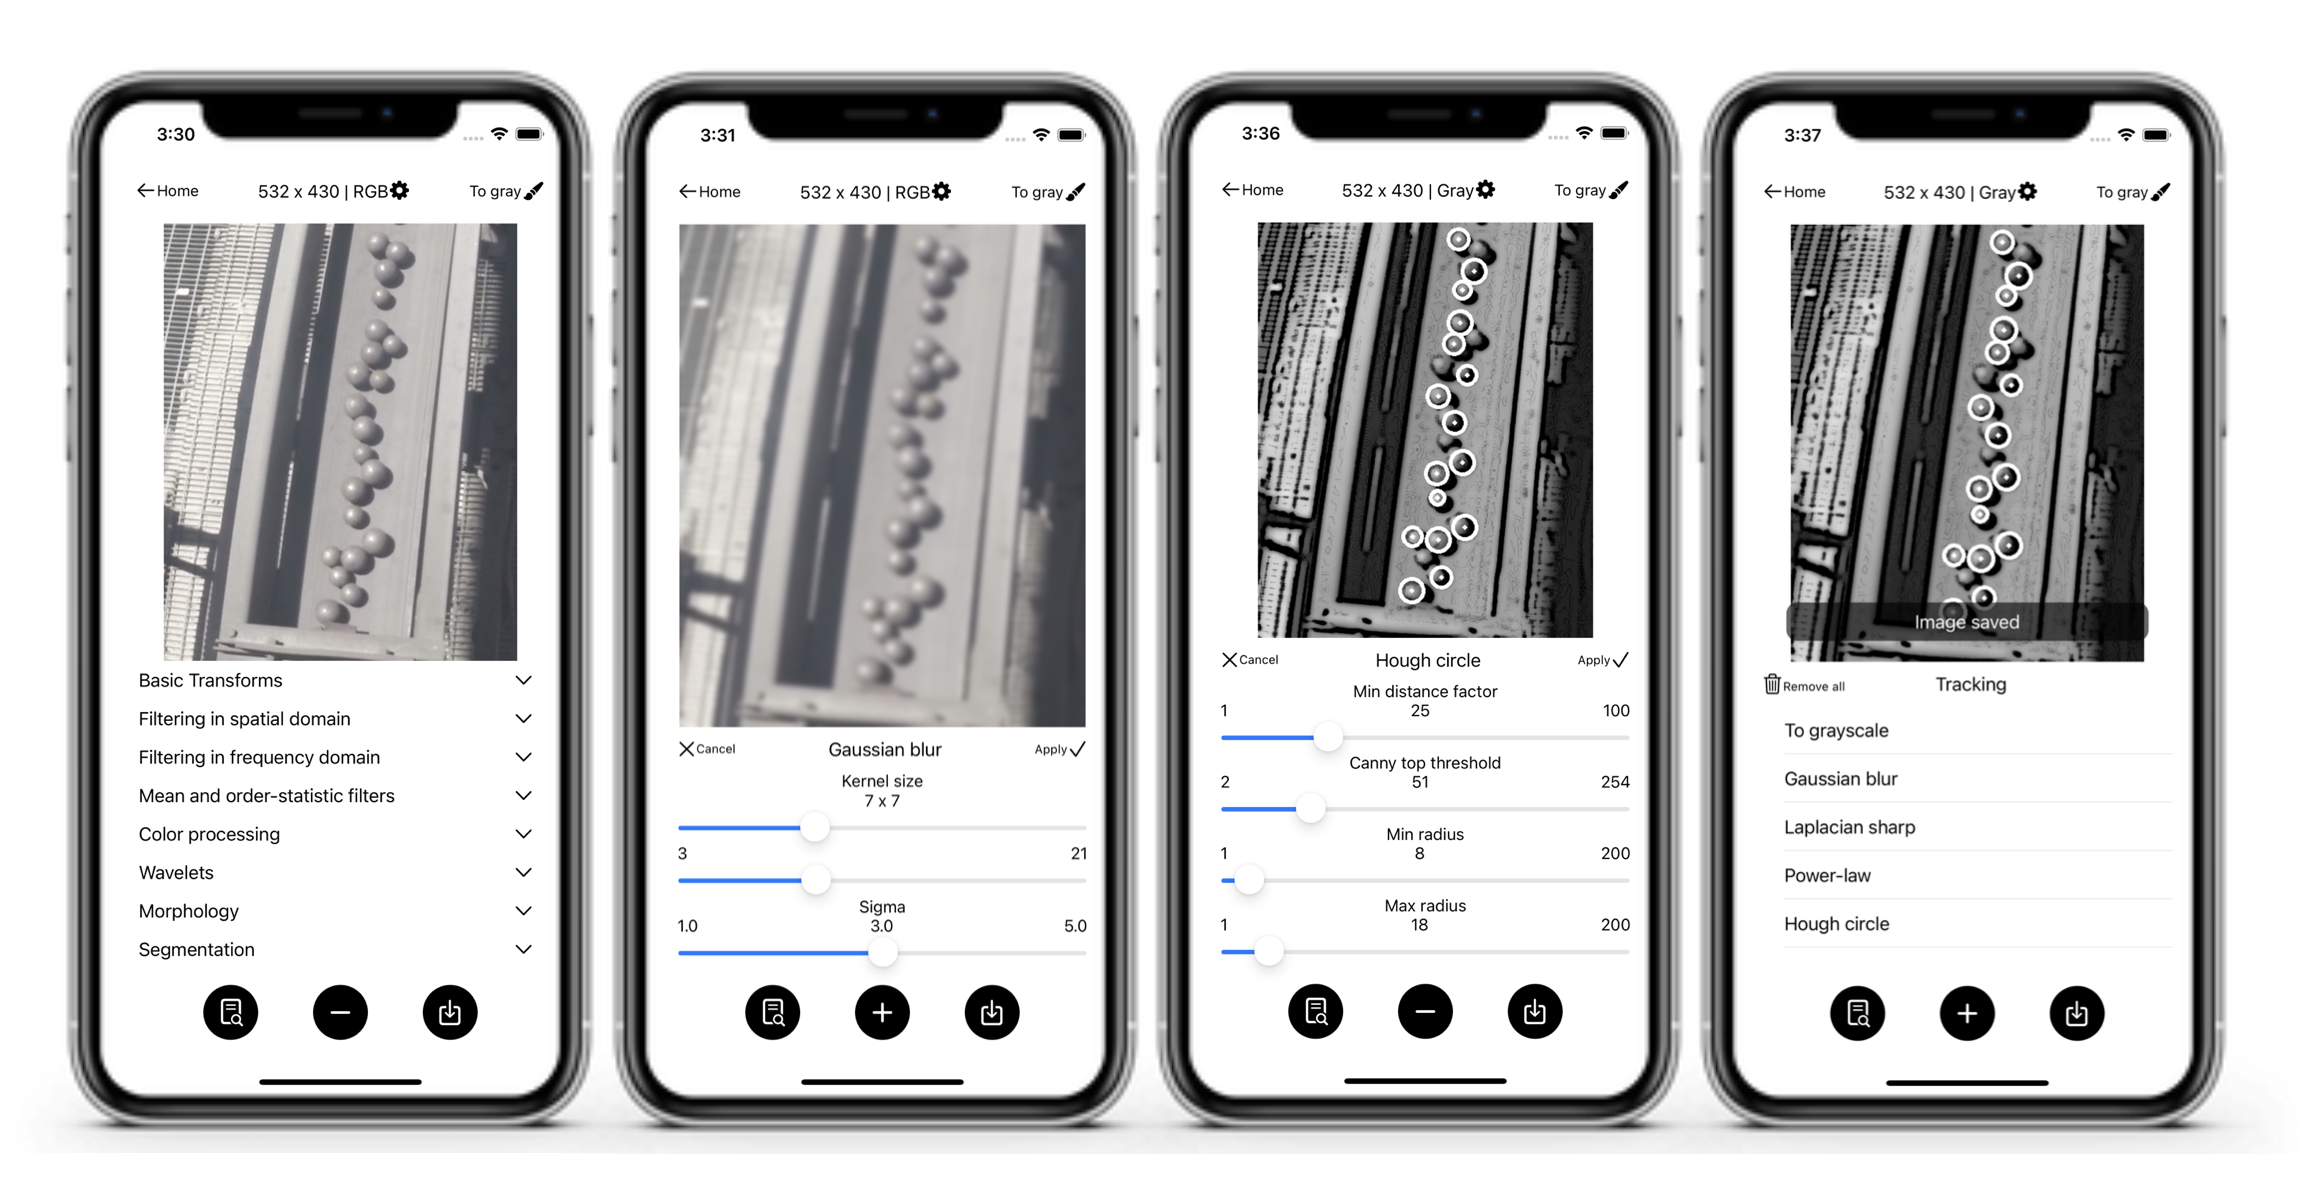 3:30
Home 532 x 430 | RGB To gray
Basic Transforms
Filtering in spatial domain
Filtering in frequency domain
Mean and order-statistic filters
Color processing
Wavelets
Morphology
Segmentation
3:31
Home 532 x 430 | RGB To gray
Cancel Gaussian blur Apply
Kernel size
7 x 7
3 21
Sigma
1.0 3.0 5.0
3:36
Home 532 x 430 | Gray To gray
Cancel Hough circle Apply
Min distance factor
1 25 100
Canny top threshold
2 51 254
Min radius
1 8 200
Max radius
1 18 200
3:37
Home 532 x 430 | Gray To gray
Image saved
Remove all Tracking
To grayscale
Gaussian blur
Laplacian sharp
Power-law
Hough circle